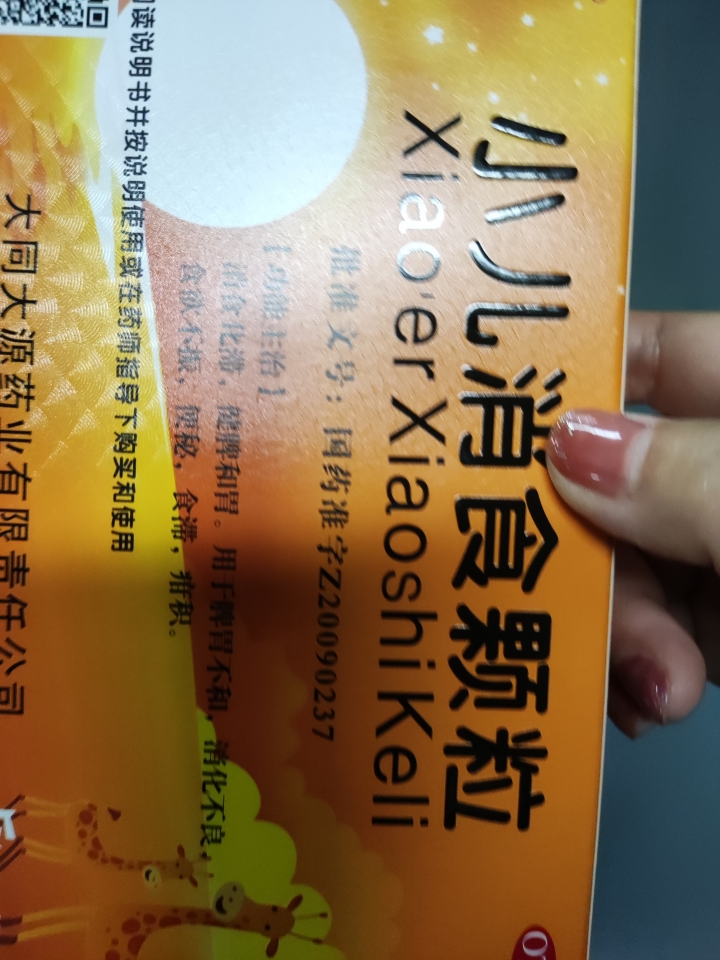 小儿消食颗粒
Xiao'er Xiaoshi Keli
批准文号：国药准字Z20090237
【功能主治】
消食化滞，健脾和胃。用于脾胃不和，消化不良，
食欲不振，便秘，食滞，疳积。
阅读说明书并按说明使用或在药师指导下购买和使用
大同大源药业有限责任公司